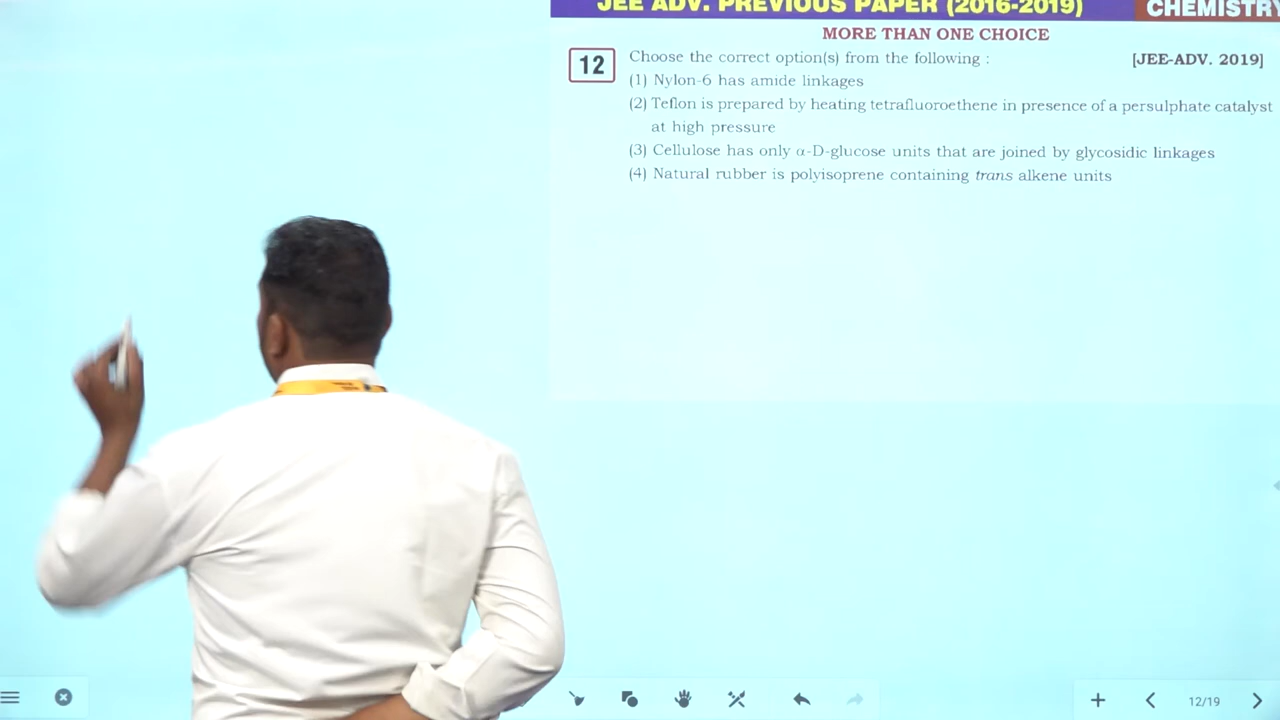 JEE ADV. PREVIOUS PAPER (2016-2019)
CHEMISTRY
MORE THAN ONE CHOICE
12 Choose the correct option(s) from the following : [JEE-ADV. 2019]
(1) Nylon-6 has amide linkages
(2) Teflon is prepared by heating tetrafluoroethene in presence of a persulphate catalyst
at high pressure
(3) Cellulose has only α-D-glucose units that are joined by glycosidic linkages
(4) Natural rubber is polyisoprene containing trans alkene units
12/19